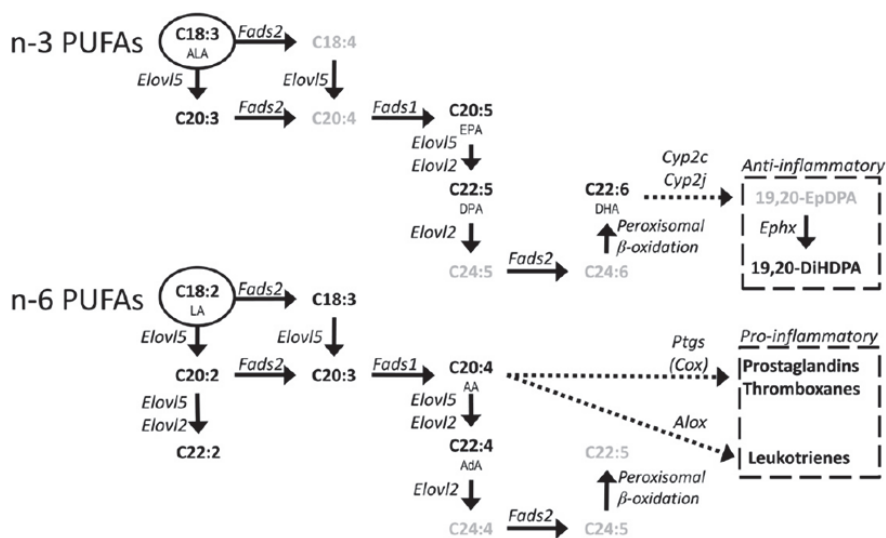 n-3 PUFAs
C18:3
ALA
Fads2
C18:4
Elovl5
Elovl5
C20:3
Fads2
C20:4
Fads1
C20:5
EPA
Elovl5
Elovl2
C22:5
DPA
Elovl2
C24:5
Fads2
C24:6
Peroxisomal
β-oxidation
C22:6
DHA
Cyp2c
Cyp2j
Anti-inflammatory
19,20-EpDPA
Ephx
19,20-DiHDPA
n-6 PUFAs
C18:2
LA
Fads2
C18:3
Elovl5
Elovl5
C20:2
Fads2
C20:3
Fads1
C20:4
AA
Elovl5
Elovl2
C22:2
Elovl5
Elovl2
C22:4
AdA
Elovl2
C24:4
Fads2
C24:5
Peroxisomal
β-oxidation
C22:5
Ptgs
(Cox)
Alox
Pro-inflammatory
Prostaglandins
Thromboxanes
Leukotrienes